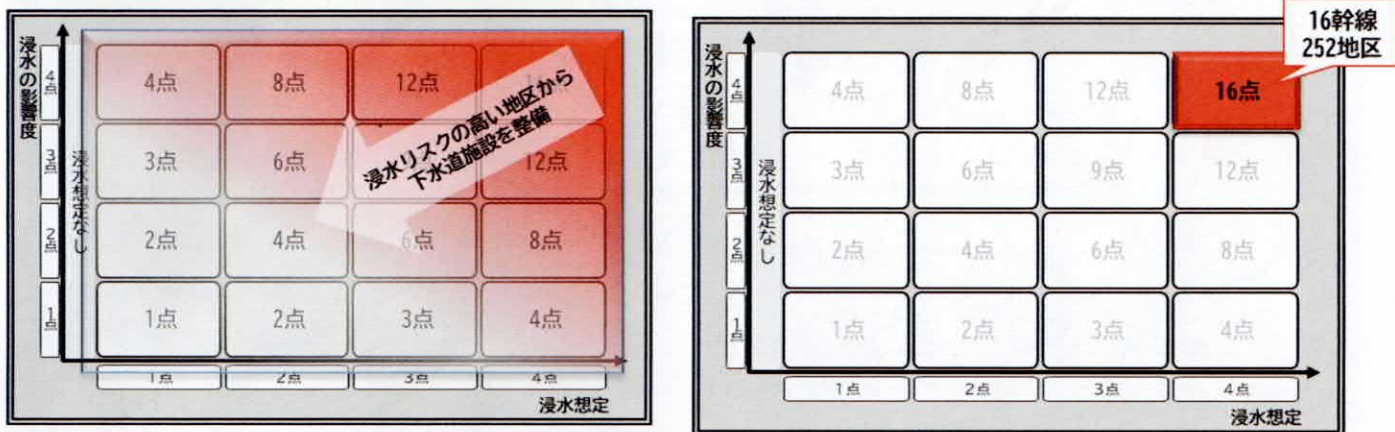 浸水の影響度
4点
3点
2点
1点
浸水想定なし
4点
8点
12点
3点
6点
12点
2点
4点
6点
8点
1点
2点
3点
4点
浸水リスクの高い地区から
下水道施設を整備
1点
2点
3点
4点
浸水想定
16幹線
252地区
浸水の影響度
4点
3点
2点
1点
浸水想定なし
4点
8点
12点
16点
3点
6点
9点
12点
2点
4点
6点
8点
1点
2点
3点
4点
1点
2点
3点
4点
浸水想定